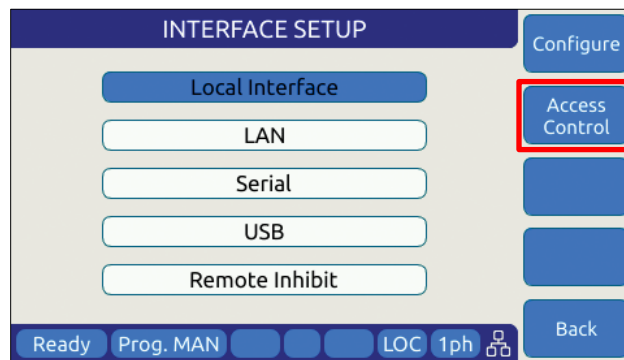 INTERFACE SETUP
Configure
Local Interface
Access
Control
LAN
Serial
USB
Remote Inhibit
Back
Ready
Prog. MAN
LOC
1ph